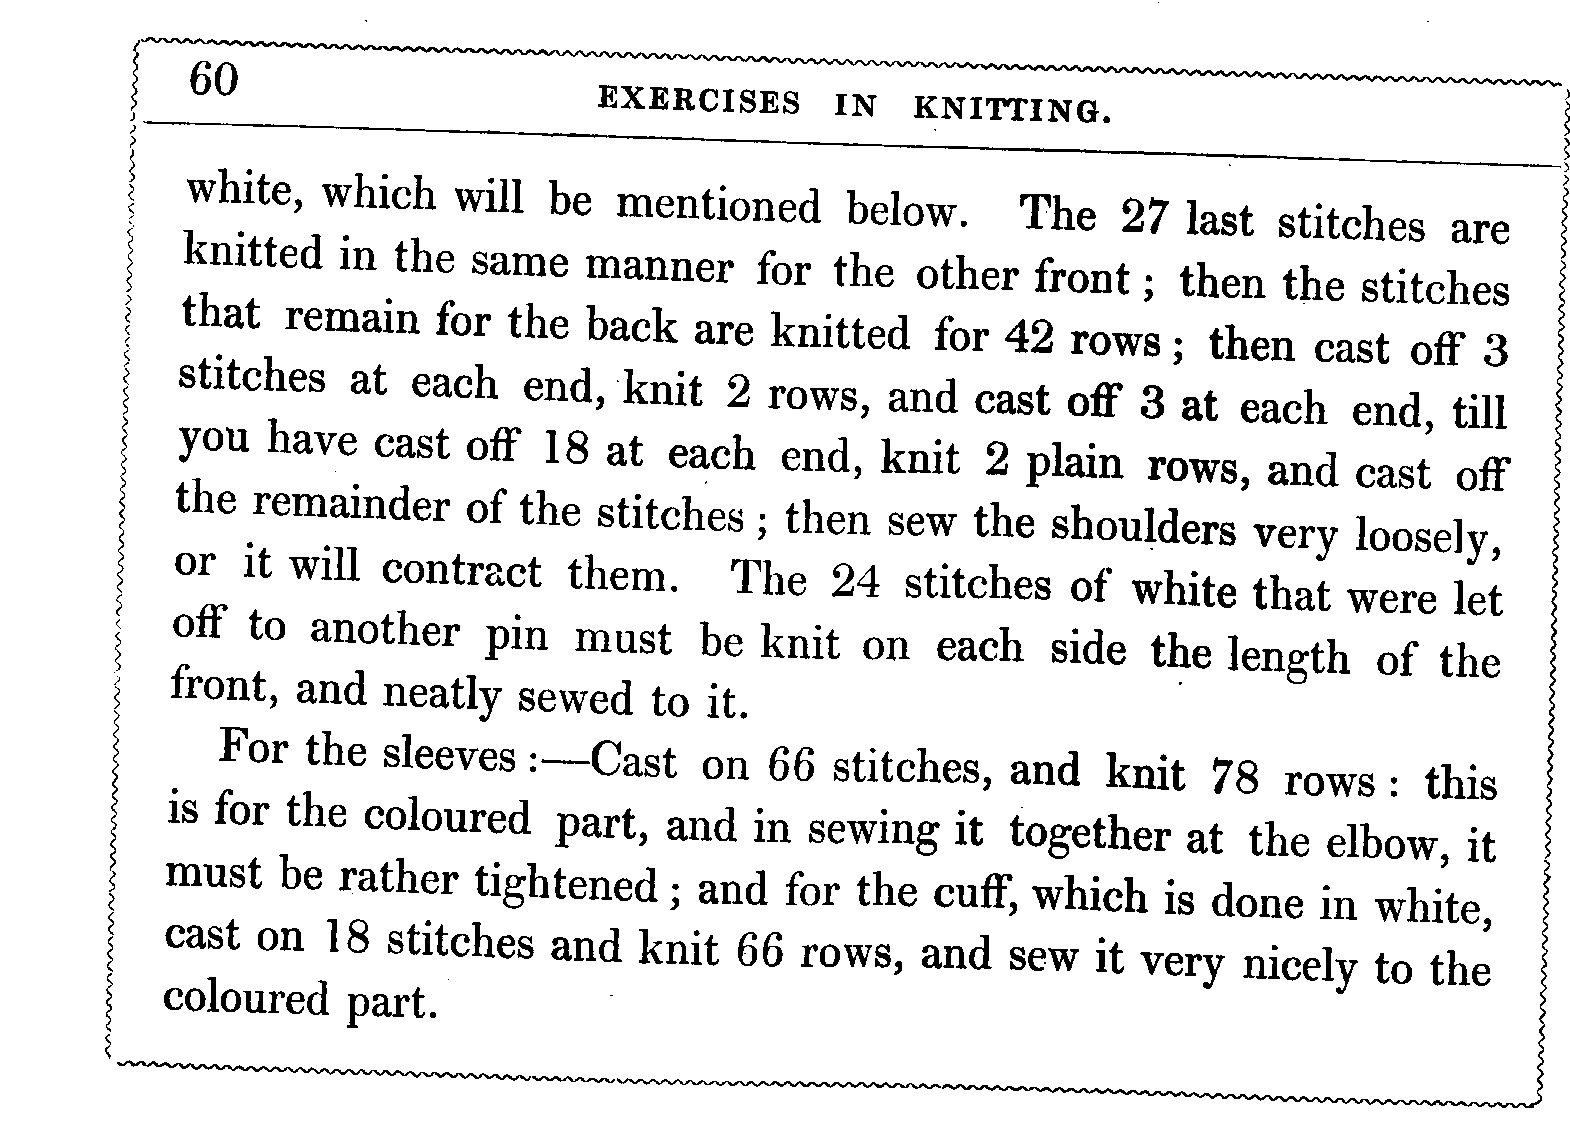 60
EXERCISES IN KNITTING.
white, which will be mentioned below. The 27 last stitches are
knitted in the same manner for the other front ; then the stitches
that remain for the back are knitted for 42 rows ; then cast off 3
stitches at each end, knit 2 rows, and cast off 3 at each end, till
you have cast off 18 at each end, knit 2 plain rows, and cast off
the remainder of the stitches ; then sew the shoulders very loosely,
or it will contract them. The 24 stitches of white that were let
off to another pin must be knit on each side the length of the
front, and neatly sewed to it.
For the sleeves :—Cast on 66 stitches, and knit 78 rows : this
is for the coloured part, and in sewing it together at the elbow, it
must be rather tightened ; and for the cuff, which is done in white,
cast on 18 stitches and knit 66 rows, and sew it very nicely to the
coloured part.